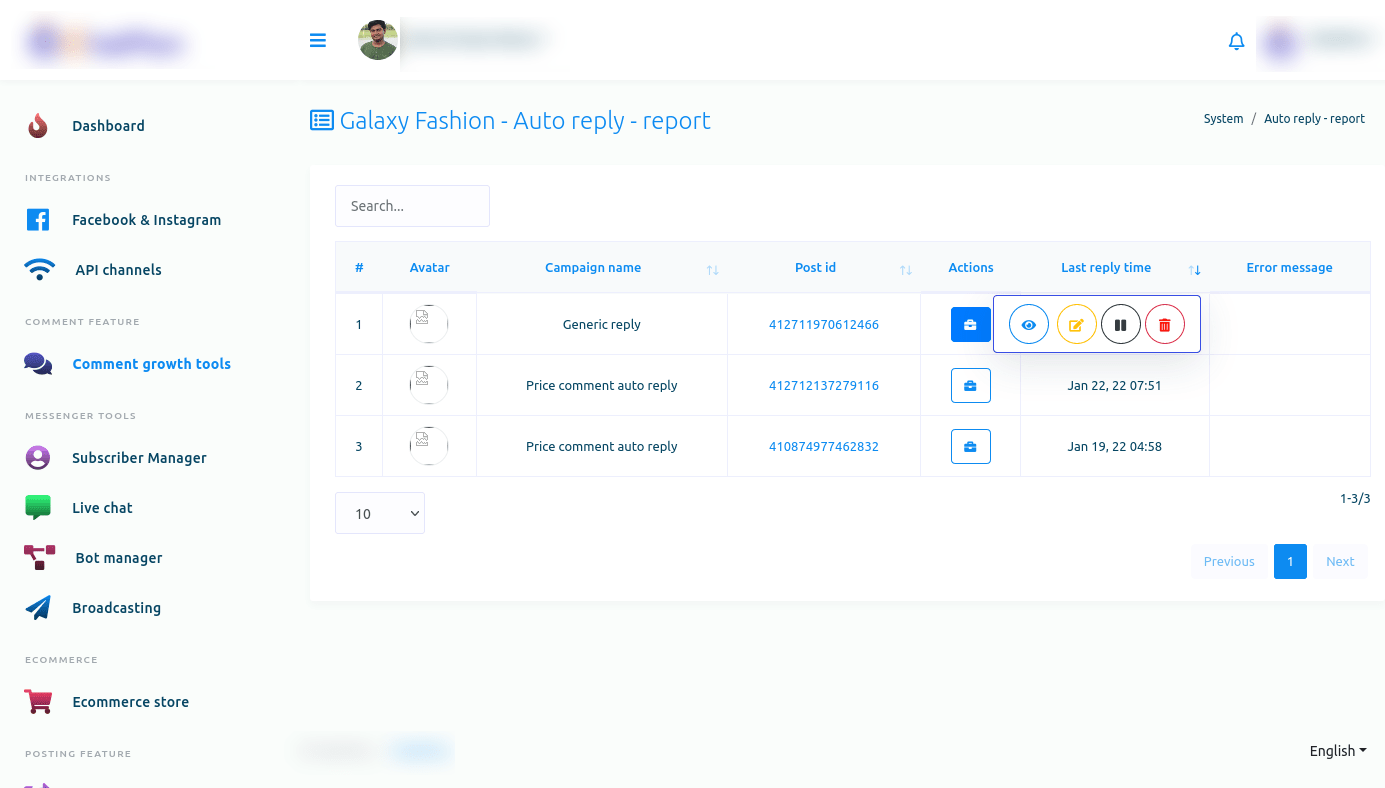 Dashboard
INTEGRATIONS
Facebook & Instagram
API channels
COMMENT FEATURE
Comment growth tools
MESSENGER TOOLS
Subscriber Manager
Live chat
Bot manager
Broadcasting
ECOMMERCE
Ecommerce store
POSTING FEATURE
Galaxy Fashion - Auto reply - report
System / Auto reply - report
Search...
# Avatar Campaign name Post id Actions Last reply time Error message
1 Generic reply 412711970612466
2 Price comment auto reply 412712137279116 Jan 22, 22 07:51
3 Price comment auto reply 410874977462832 Jan 19, 22 04:58
10
1-3/3
Previous 1 Next
English